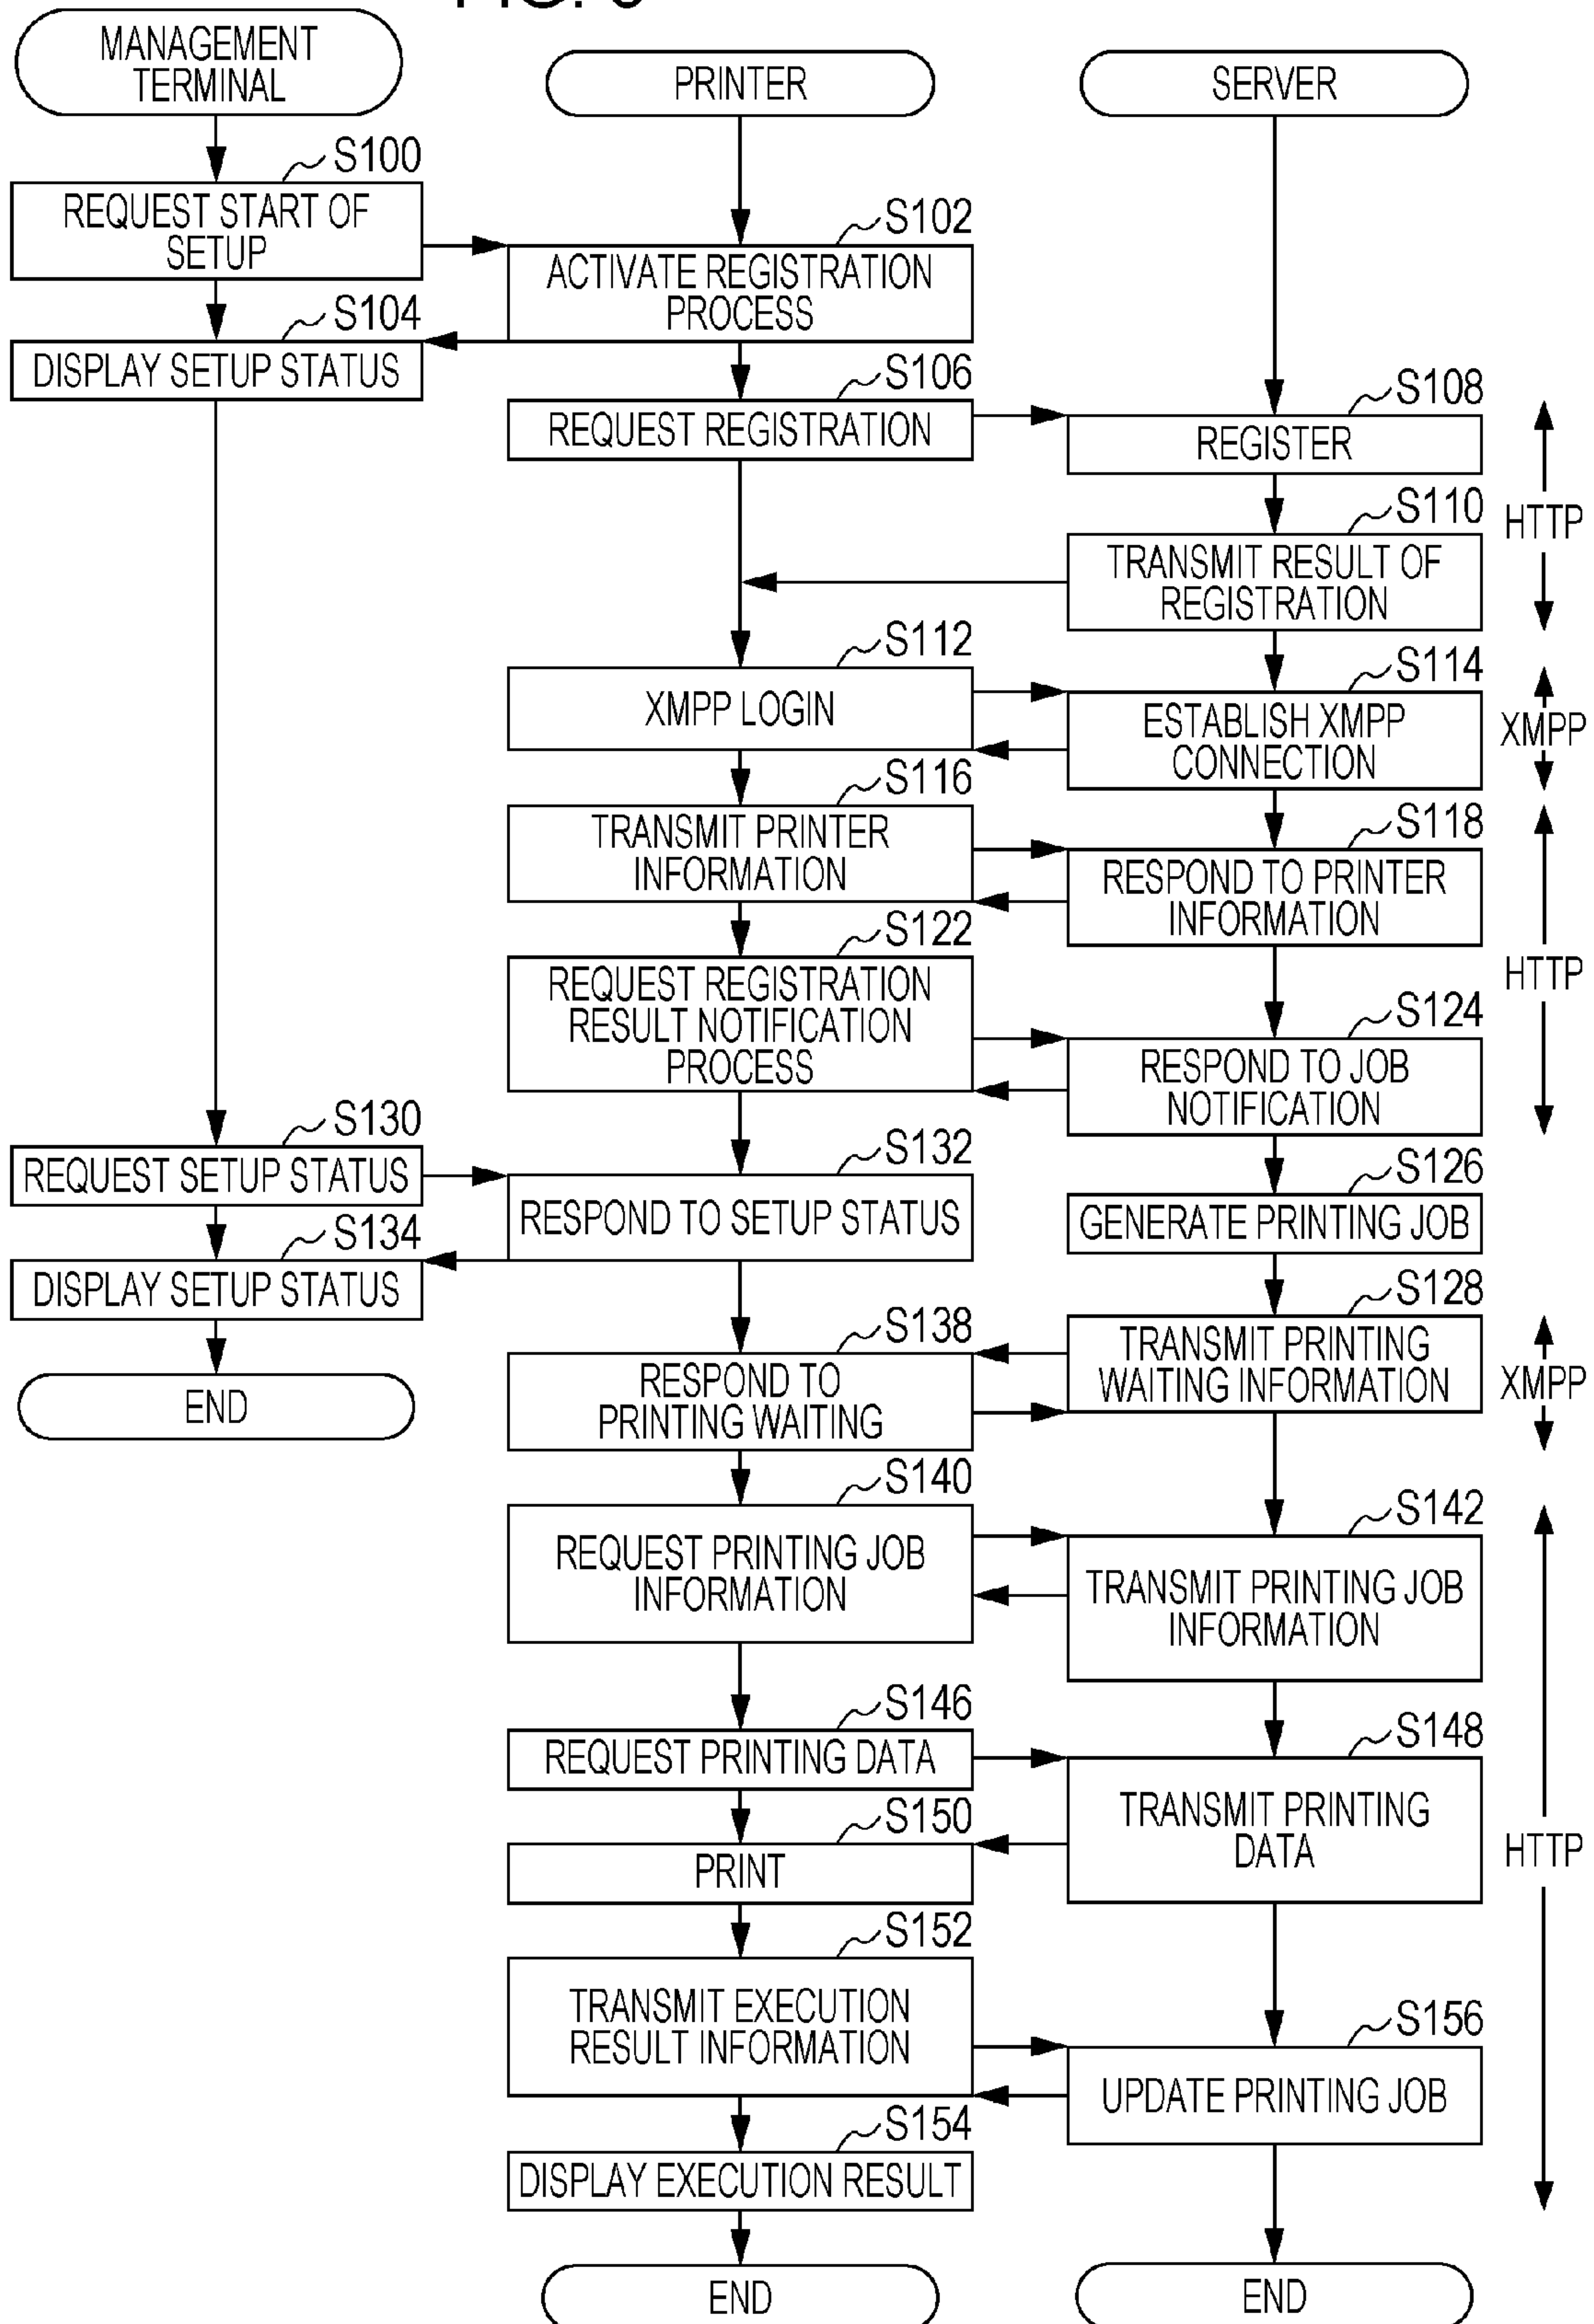 MANAGEMENT
TERMINAL
PRINTER
SERVER
S100
REQUEST START OF
SETUP
S102
ACTIVATE REGISTRATION
PROCESS
S104
DISPLAY SETUP STATUS
S106
REQUEST REGISTRATION
S108
REGISTER
S110
HTTP
TRANSMIT RESULT OF
REGISTRATION
S112
XMPP LOGIN
S114
ESTABLISH XMPP
CONNECTION
XMPP
S116
TRANSMIT PRINTER
INFORMATION
S118
RESPOND TO PRINTER
INFORMATION
S122
REQUEST REGISTRATION
RESULT NOTIFICATION
PROCESS
HTTP
S124
RESPOND TO JOB
NOTIFICATION
S130
REQUEST SETUP STATUS
S132
RESPOND TO SETUP STATUS
S126
GENERATE PRINTING JOB
S134
DISPLAY SETUP STATUS
S128
TRANSMIT PRINTING
WAITING INFORMATION
XMPP
S138
RESPOND TO
PRINTING WAITING
END
S140
REQUEST PRINTING JOB
INFORMATION
S142
TRANSMIT PRINTING JOB
INFORMATION
S146
REQUEST PRINTING DATA
S148
TRANSMIT PRINTING
DATA
HTTP
S150
PRINT
S152
TRANSMIT EXECUTION
RESULT INFORMATION
S156
UPDATE PRINTING JOB
S154
DISPLAY EXECUTION RESULT
END
END